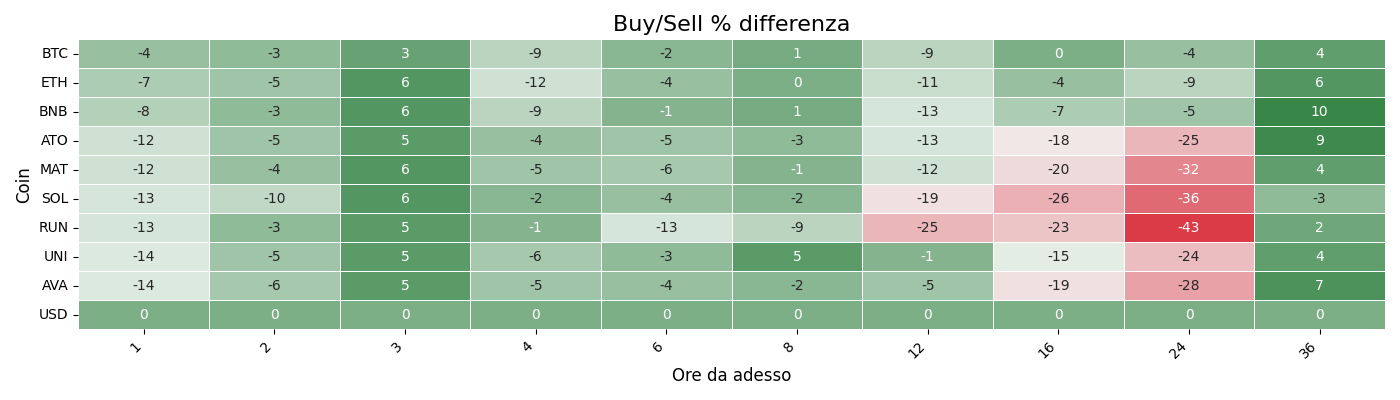 Buy/Sell % differenza
Coin
BTC -4 -3 3 -9 -2 1 -9 0 -4 4
ETH -7 -5 6 -12 -4 0 -11 -4 -9 6
BNB -8 -3 6 -9 -1 1 -13 -7 -5 10
ATO -12 -5 5 -4 -5 -3 -13 -18 -25 9
MAT -12 -4 6 -5 -6 -1 -12 -20 -32 4
SOL -13 -10 6 -2 -4 -2 -19 -26 -36 -3
RUN -13 -3 5 -1 -13 -9 -25 -23 -43 2
UNI -14 -5 5 -6 -3 5 -1 -15 -24 4
AVA -14 -6 5 -5 -4 -2 -5 -19 -28 7
USD 0 0 0 0 0 0 0 0 0 0
1 2 3 4 6 8 12 16 24 36
Ore da adesso